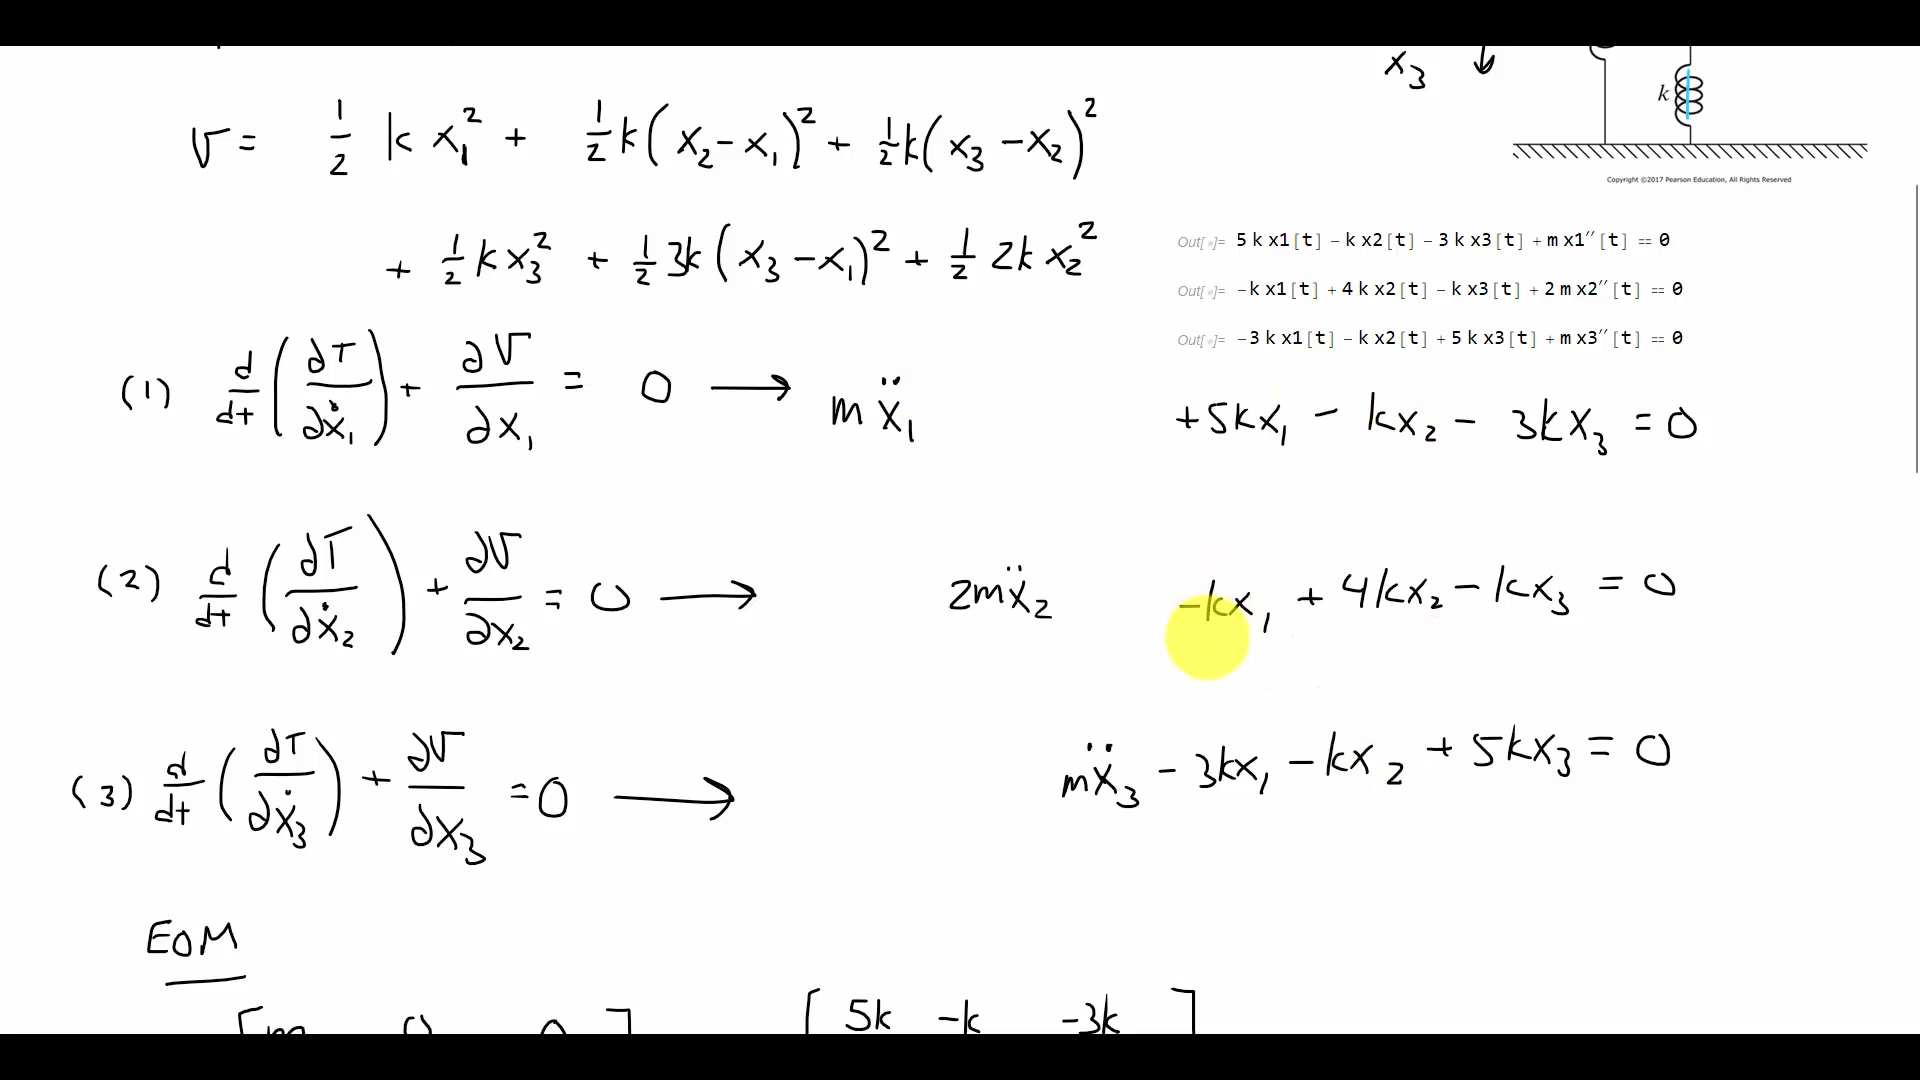 x₃ ↓
k
V = ½ k x₁² + ½k(x₂ − x₁)² + ½k(x₃ − x₂)²
Copyright ©2017 Pearson Education, All Rights Reserved
+ ½ k x₃² + ½ 3k (x₃ − x₁)² + ½ 2k x₂²
Out[ ]= 5 k x1[t] - k x2[t] - 3 k x3[t] + m x1′′[t] == 0
Out[ ]= -k x1[t] + 4 k x2[t] - k x3[t] + 2 m x2′′[t] == 0
Out[ ]= -3 k x1[t] - k x2[t] + 5 k x3[t] + m x3′′[t] == 0
(1) d/dt (∂T/∂ẋ₁) + ∂V/∂x₁ = 0 → mẍ₁ +5kx₁ − kx₂ − 3kx₃ = 0
(2) d/dt (∂T/∂ẋ₂) + ∂V/∂x₂ = 0 → 2mẍ₂ −kx₁ + 4kx₂ − kx₃ = 0
(3) d/dt (∂T/∂ẋ₃) + ∂V/∂x₃ = 0 → mẍ₃ − 3kx₁ − kx₂ + 5kx₃ = 0
EOM
[m 0 0] [5k −k −3k]